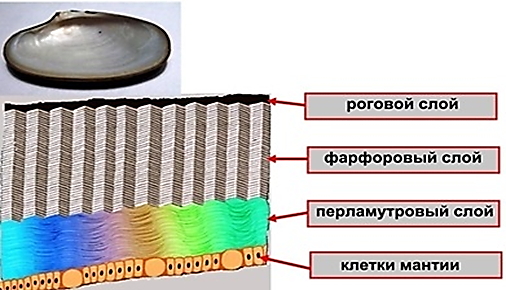 роговой слой
фарфоровый слой
перламутровый слой
клетки мантии